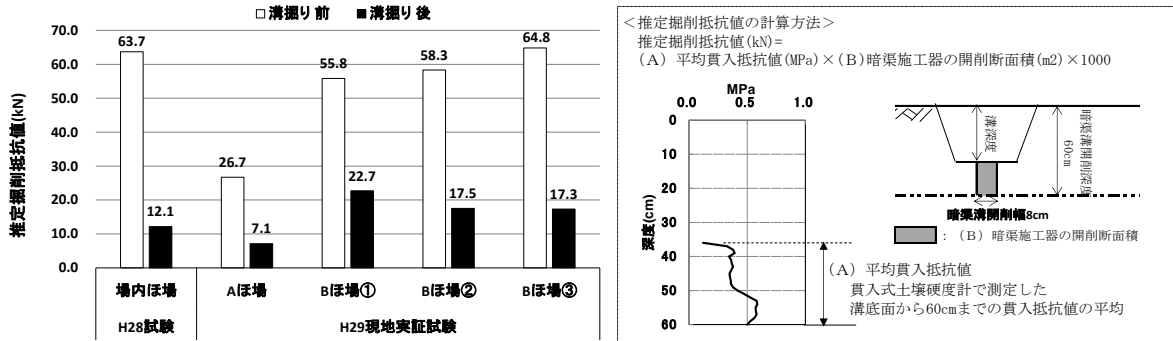 □溝掘り前 ■溝掘り後
推定掘削抵抗値(kN)
70.0
60.0
50.0
40.0
30.0
20.0
10.0
0.0
63.7
12.1
26.7
7.1
55.8
22.7
58.3
17.5
64.8
17.3
場内ほ場
Aほ場
Bほ場①
Bほ場②
Bほ場③
H28試験
H29現地実証試験
＜推定掘削抵抗値の計算方法＞
推定掘削抵抗値(kN)=
(A) 平均貫入抵抗値(MPa)×(B)暗渠施工器の開削断面積(m2)×1000
MPa
0.0 0.5 1.0
深度(cm)
0
10
20
30
40
50
60
溝深度
暗渠溝開削深度
60cm
暗渠溝開削幅8cm
：(B) 暗渠施工器の開削断面積
(A) 平均貫入抵抗値
貫入式土壌硬度計で測定した
溝底面から60cmまでの貫入抵抗値の平均